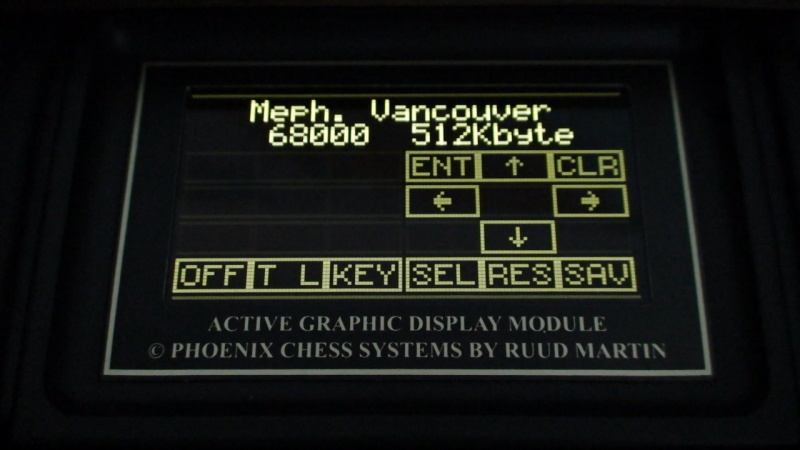 Meph. Vancouver
68000 512Kbyte
ENT ↑ CLR
← →
↓
OFF T L KEY SEL RES SAV
ACTIVE GRAPHIC DISPLAY MODULE
© PHOENIX CHESS SYSTEMS BY RUUD MARTIN